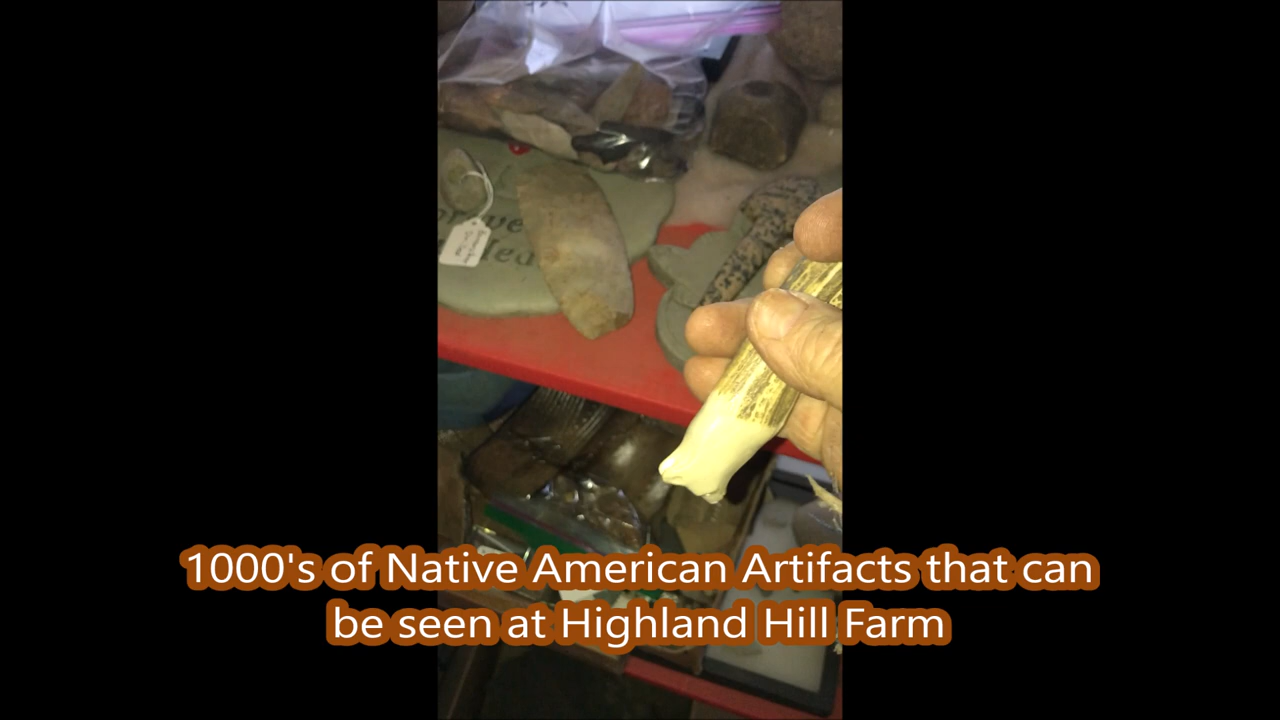 1000's of Native American Artifacts that can
be seen at Highland Hill Farm